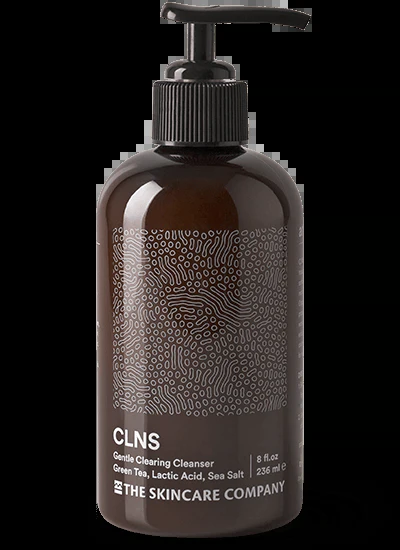 CLNS
Gentle Clearing Cleanser
Green Tea, Lactic Acid, Sea Salt
8 fl.oz
236 ml ℮
THE SKINCARE COMPANY